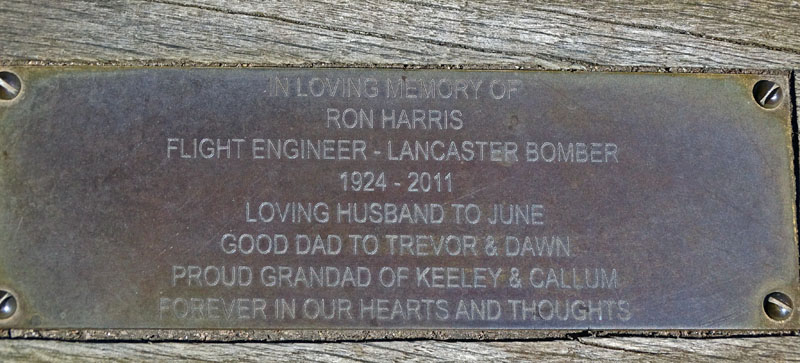 IN LOVING MEMORY OF
RON HARRIS
FLIGHT ENGINEER - LANCASTER BOMBER
1924 - 2011
LOVING HUSBAND TO JUNE
GOOD DAD TO TREVOR & DAWN
PROUD GRANDAD OF KEELEY & CALLUM
FOREVER IN OUR HEARTS AND THOUGHTS